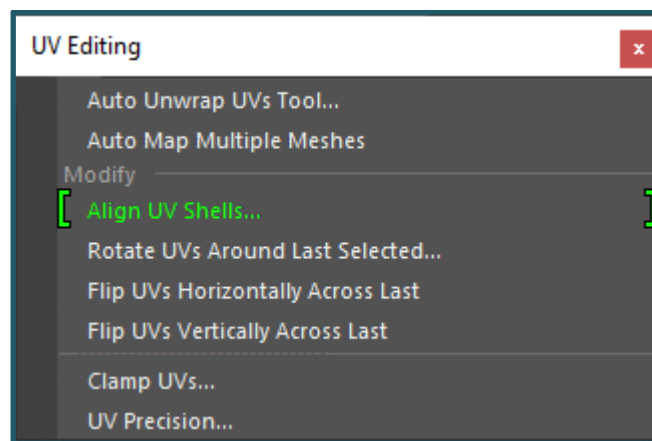 UV Editing
x
Auto Unwrap UVs Tool...
Auto Map Multiple Meshes
Modify
Align UV Shells...
Rotate UVs Around Last Selected...
Flip UVs Horizontally Across Last
Flip UVs Vertically Across Last
Clamp UVs...
UV Precision...